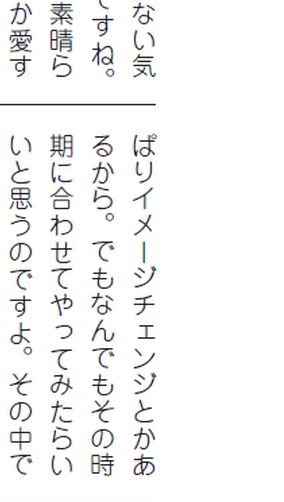 ない気
ですね。
素晴ら
か愛す
ぱりイメージチェンジとかあ
るから。でもなんでもその時
期に合わせてやってみたらい
いと思うのですよ。その中で